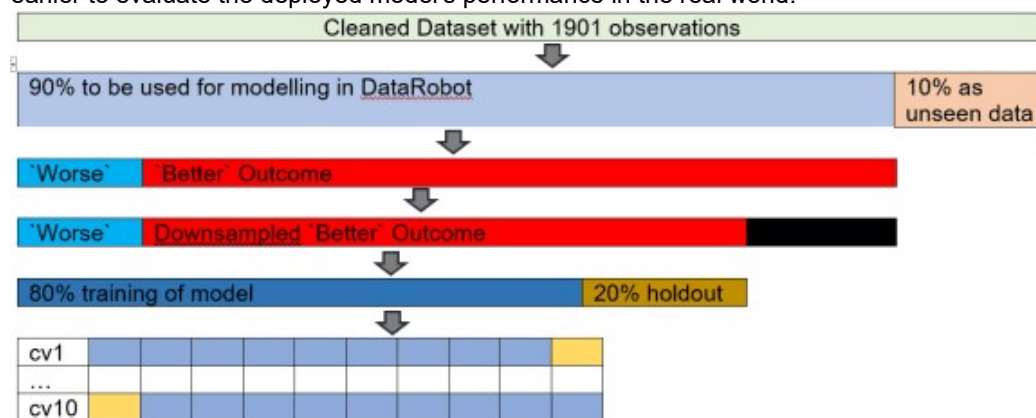 earlier to evaluate the deployed model's performance in the real world.
Cleaned Dataset with 1901 observations
90% to be used for modelling in DataRobot
10% as
unseen data
`Worse` `Better` Outcome
`Worse` Downsampled `Better` Outcome
80% training of model 20% holdout
cv1
...
cv10